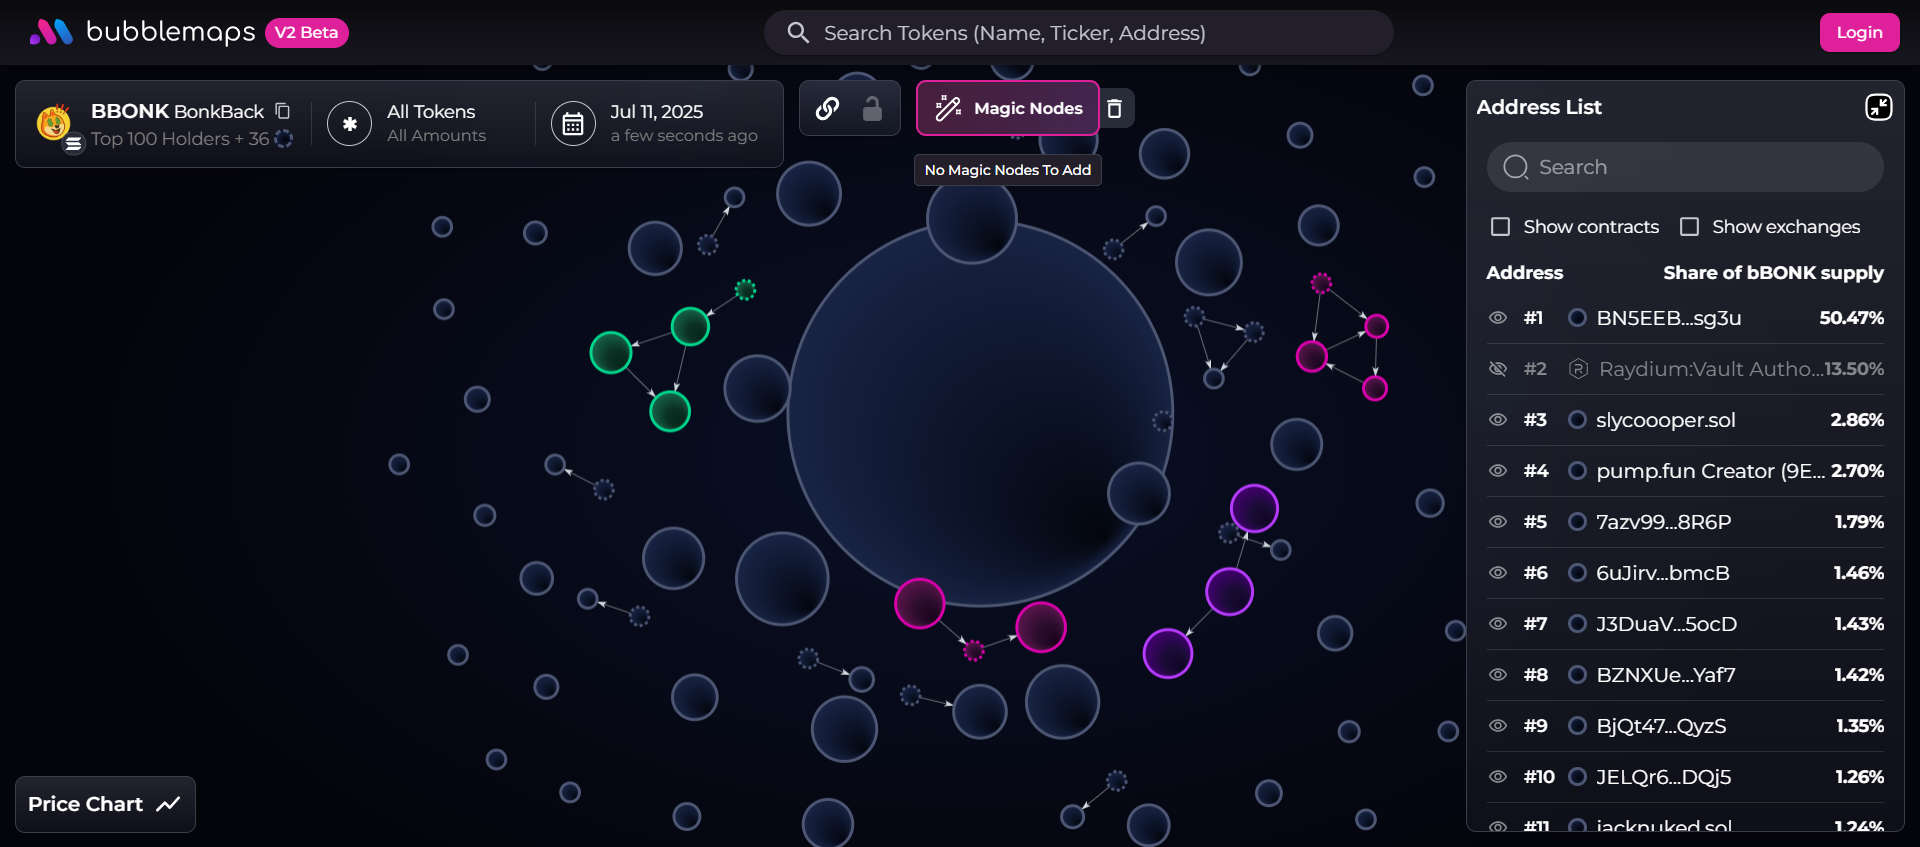 bubblemaps V2 Beta
Search Tokens (Name, Ticker, Address)
Login
BBONK BonkBack
Top 100 Holders + 36
All Tokens
All Amounts
Jul 11, 2025
a few seconds ago
Magic Nodes
No Magic Nodes To Add
Address List
Search
Show contracts
Show exchanges
Address Share of bBONK supply
#1 BN5EEB...sg3u 50.47%
#2 Raydium:Vault Autho... 13.50%
#3 slycoooper.sol 2.86%
#4 pump.fun Creator (9E... 2.70%
#5 7azv99...8R6P 1.79%
#6 6uJirv...bmcB 1.46%
#7 J3DuaV...5ocD 1.43%
#8 BZNXUe...Yaf7 1.42%
#9 BjQt47...QyzS 1.35%
#10 JELQr6...DQj5 1.26%
#11 jacknuked.sol 1.24%
Price Chart